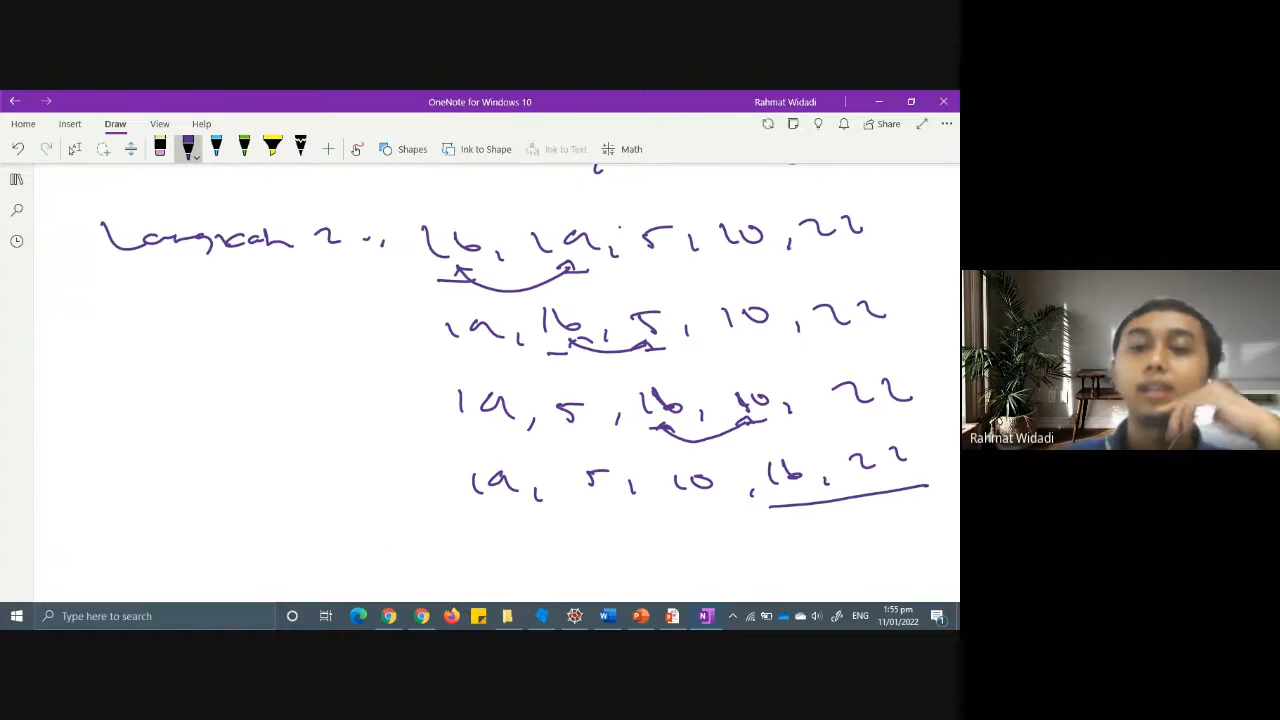 OneNote for Windows 10
Rahmat Widadi
Home Insert Draw View Help
Share
Shapes Ink to Shape Ink to Text Math
Langkah 2 : 16, 14, 5, 10, 22
14, 16, 5, 10, 22
14, 5, 16, 10, 22
14, 5, 10, 16, 22
Rahmat Widadi
Type here to search
ENG
1:55 pm
11/01/2022